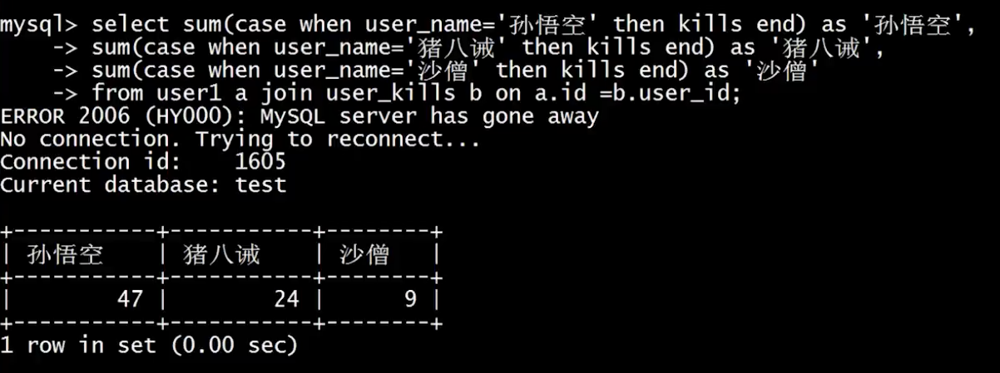 mysql> select sum(case when user_name='孙悟空' then kills end) as '孙悟空',
    -> sum(case when user_name='猪八诫' then kills end) as '猪八诫',
    -> sum(case when user_name='沙僧' then kills end) as '沙僧'
    -> from user1 a join user_kills b on a.id =b.user_id;
ERROR 2006 (HY000): MySQL server has gone away
No connection. Trying to reconnect...
Connection id:    1605
Current database: test
+-----------+-----------+--------+
| 孙悟空    | 猪八诫    | 沙僧   |
+-----------+-----------+--------+
|        47 |        24 |      9 |
+-----------+-----------+--------+
1 row in set (0.00 sec)